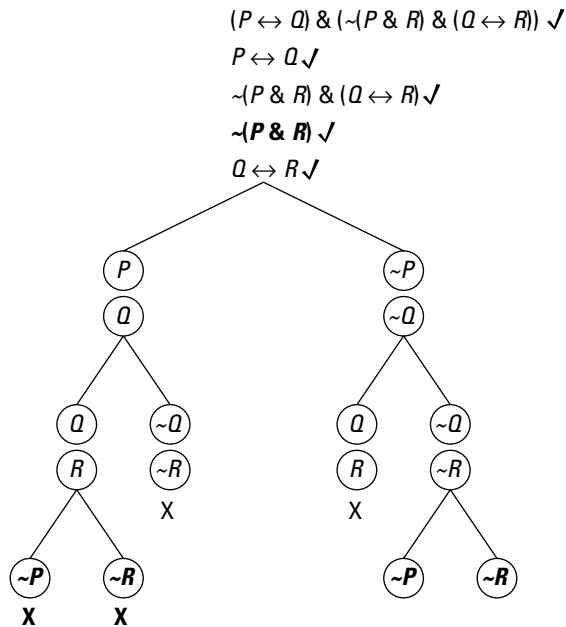 (P ↔ Q) & (~(P & R) & (Q ↔ R)) ✓
P ↔ Q ✓
~(P & R) & (Q ↔ R) ✓
~(P & R) ✓
Q ↔ R ✓
P ~P
Q ~Q
Q ~Q Q ~Q
R ~R R ~R
X X
~P ~R ~P ~R
X X